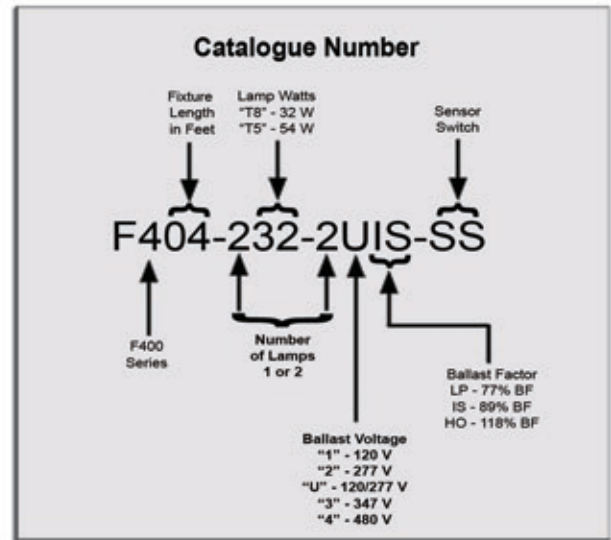 Catalogue Number
Fixture
Length
in Feet
Lamp Watts
"T8" - 32 W
"T5" - 54 W
Sensor
Switch
F404-232-2UIS-SS
F400
Series
Number
of Lamps
1 or 2
Ballast Voltage
"1" - 120 V
"2" - 277 V
"U" - 120/277 V
"3" - 347 V
"4" - 480 V
Ballast Factor
LP - 77% BF
IS - 89% BF
HO - 118% BF